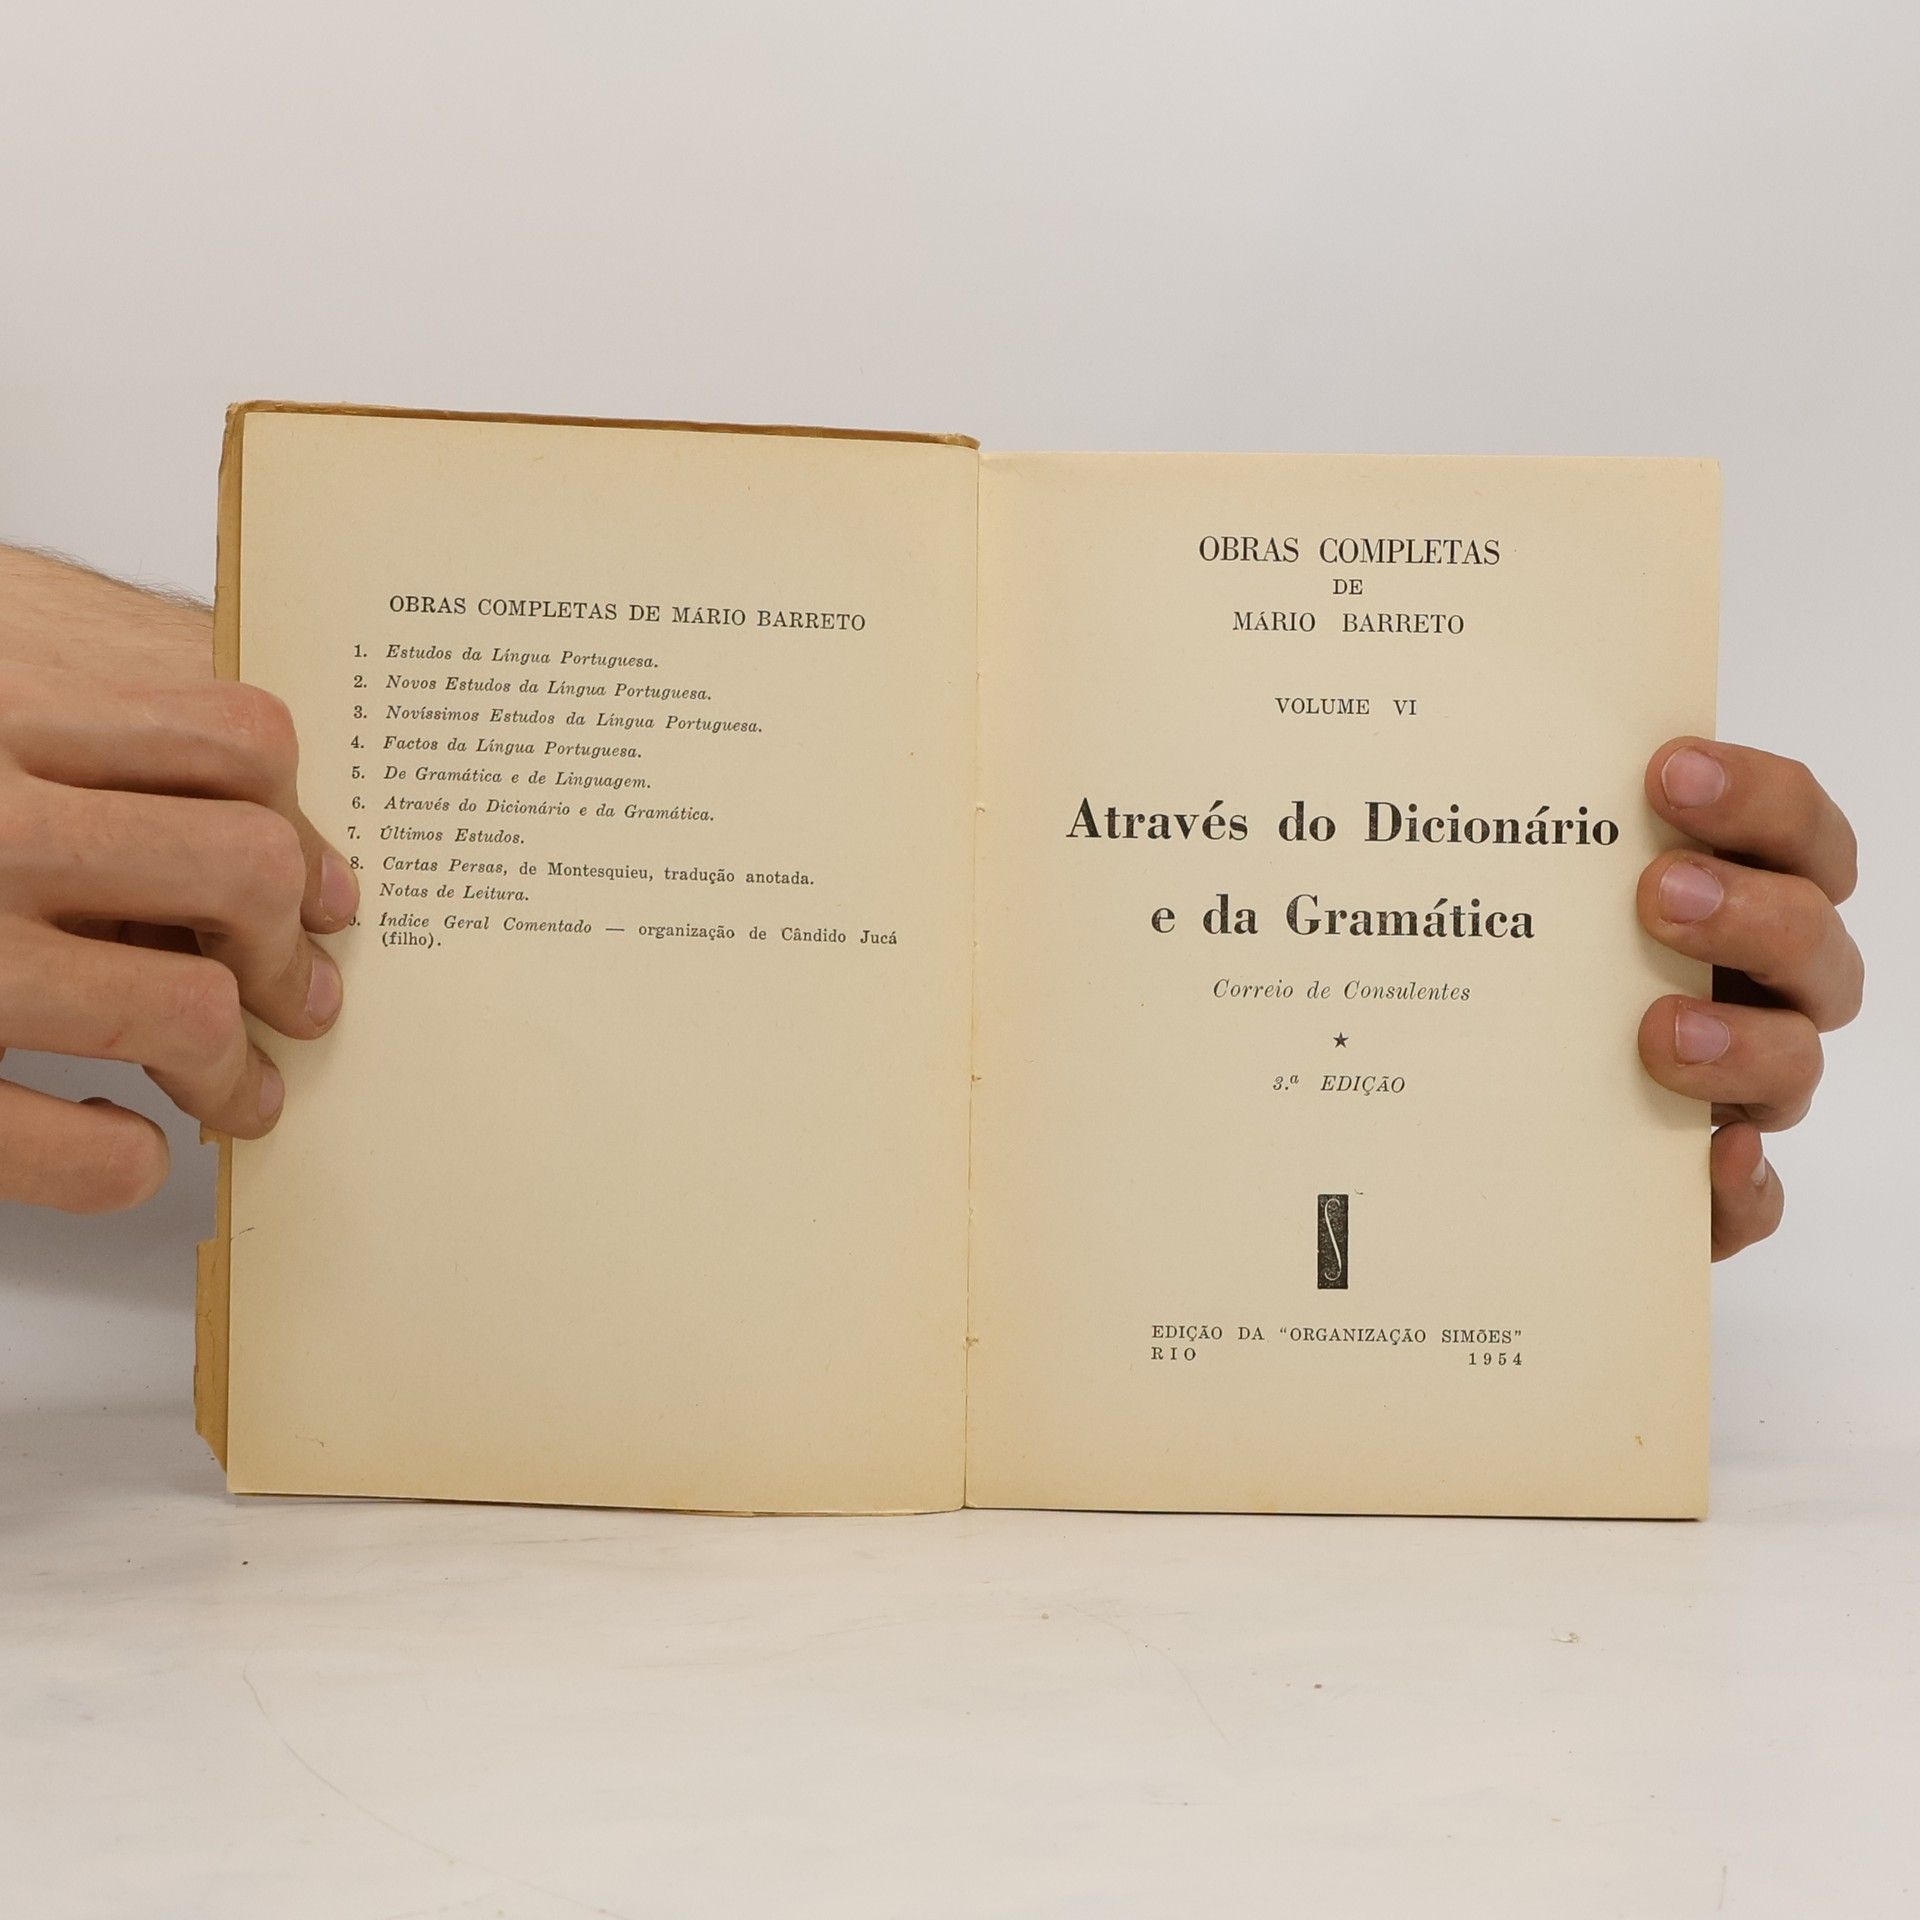 OBRAS COMPLETAS DE MÁRIO BARRETO
1. Estudos da Língua Portuguesa.
2. Novos Estudos da Língua Portuguesa.
3. Novíssimos Estudos da Língua Portuguesa.
4. Factos da Língua Portuguesa.
5. De Gramática e de Linguagem.
6. Através do Dicionário e da Gramática.
7. Últimos Estudos.
8. Cartas Persas, de Montesquieu, tradução anotada.
Notas de Leitura.
Índice Geral Comentado — organização de Cândido Jucá
(filho).
OBRAS COMPLETAS
DE
MÁRIO BARRETO
VOLUME VI
Através do Dicionário
e da Gramática
Correio de Consulentes
★
3.ª EDIÇÃO
S
EDIÇÃO DA "ORGANIZAÇÃO SIMÕES"
RIO 1954